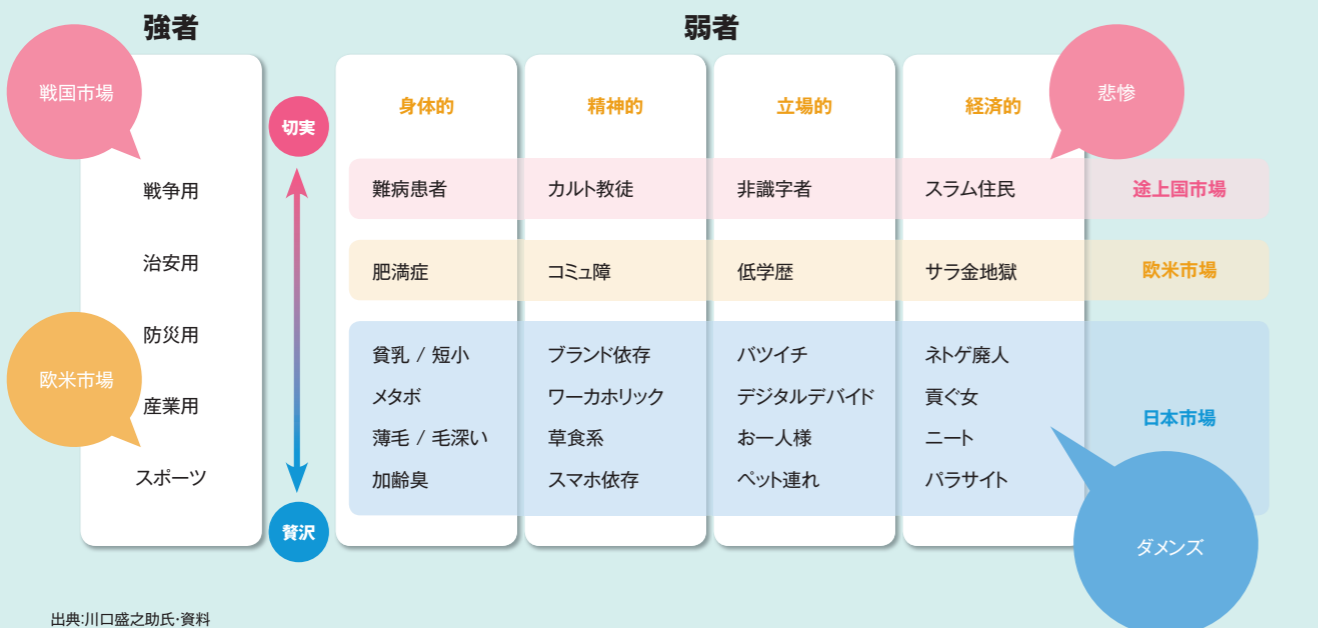 強者
弱者
戦国市場
戦争用
治安用
防災用
産業用
スポーツ
欧米市場
切実
贅沢
身体的 精神的 立場的 経済的
悲惨
難病患者 カルト教徒 非識字者 スラム住民 途上国市場
肥満症 コミュ障 低学歴 サラ金地獄 欧米市場
貧乳 / 短小 ブランド依存 バツイチ ネトゲ廃人
メタボ ワーカホリック デジタルデバイド 貢ぐ女
薄毛 / 毛深い 草食系 お一人様 ニート
加齢臭 スマホ依存 ペット連れ パラサイト
日本市場
ダメンズ
出典:川口盛之助氏・資料